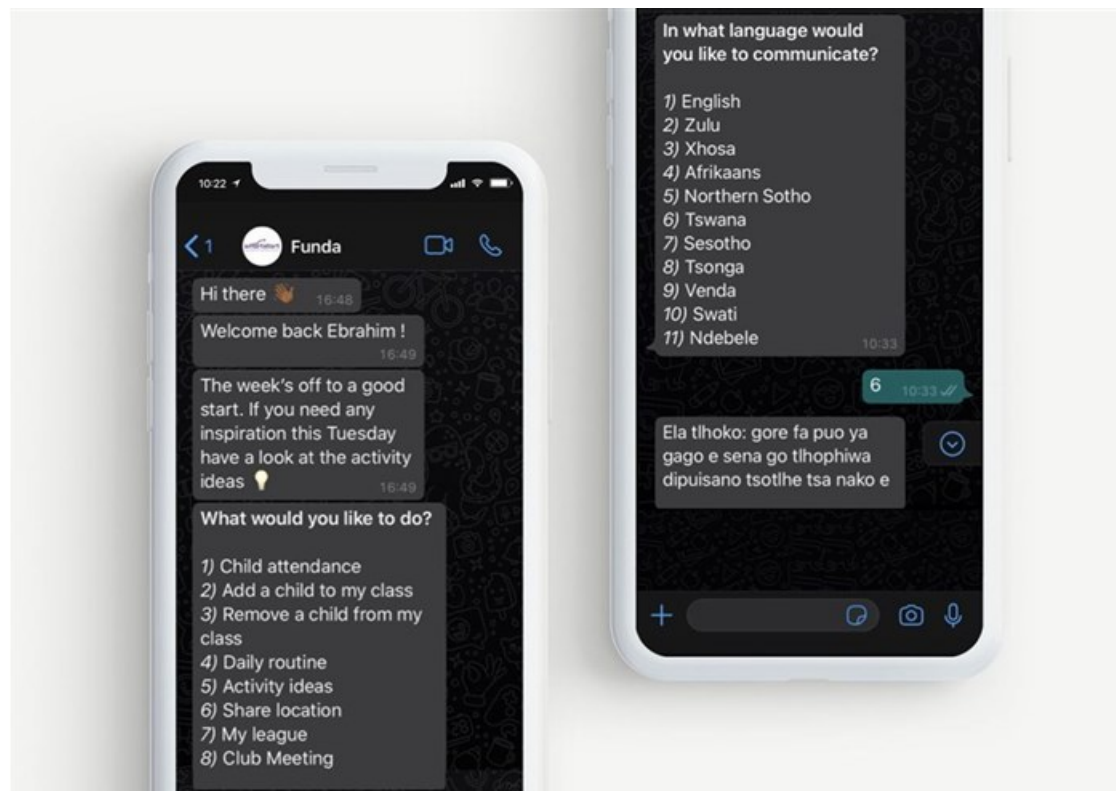 10:22
1
Funda
Hi there 👋🏾 16:48
Welcome back Ebrahim !
16:49
The week's off to a good
start. If you need any
inspiration this Tuesday
have a look at the activity
ideas 💡 16:49
What would you like to do?
1) Child attendance
2) Add a child to my class
3) Remove a child from my
class
4) Daily routine
5) Activity ideas
6) Share location
7) My league
8) Club Meeting
In what language would
you like to communicate?
1) English
2) Zulu
3) Xhosa
4) Afrikaans
5) Northern Sotho
6) Tswana
7) Sesotho
8) Tsonga
9) Venda
10) Swati
11) Ndebele 10:33
6 10:33
Ela tlhoko: gore fa puo ya
gago e sena go tlhophiwa
dipuisano tsotlhe tsa nako e